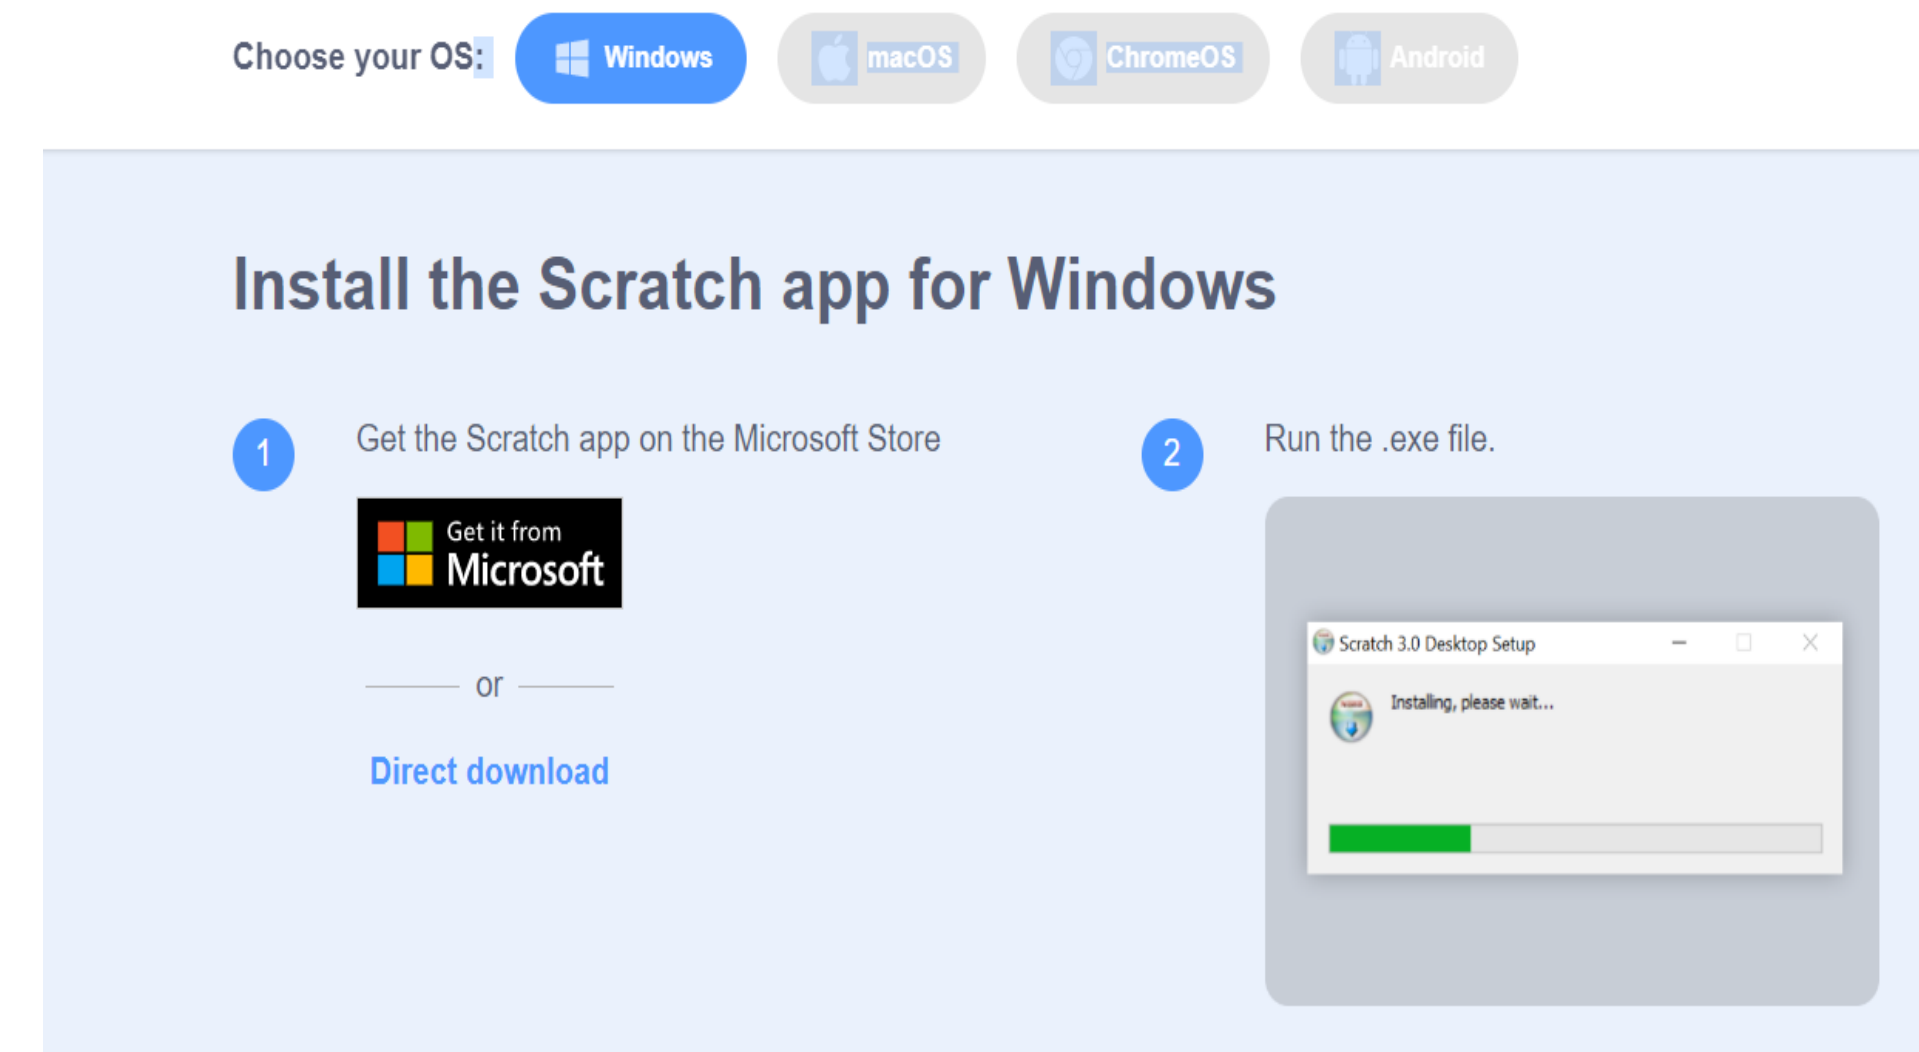 Choose your OS: Windows macOS ChromeOS Android
Install the Scratch app for Windows
1 Get the Scratch app on the Microsoft Store
Get it from
Microsoft
or
Direct download
2 Run the .exe file.
Scratch 3.0 Desktop Setup
Installing, please wait...